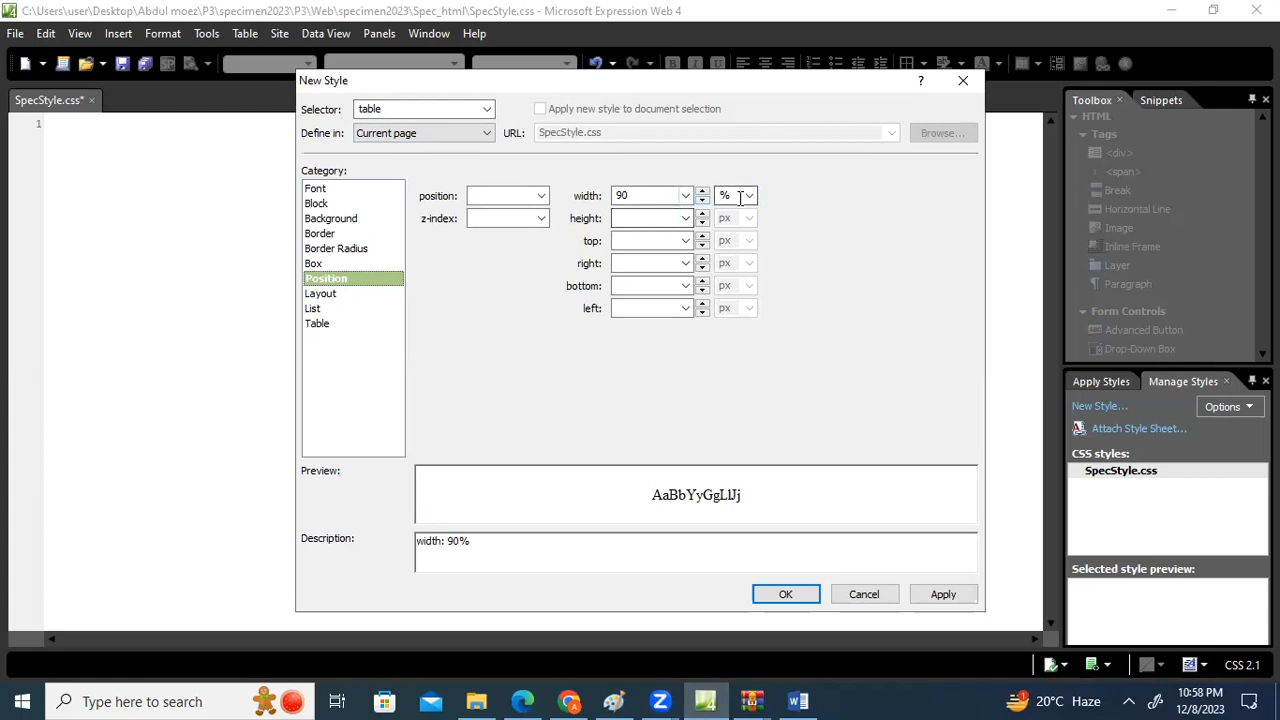 C:\Users\user\Desktop\Abdul moez\P3\specimen2023\P3\Web\specimen2023\Spec_html\SpecStyle.css - Microsoft Expression Web 4
File Edit View Insert Format Tools Table Site Data View Panels Window Help
SpecStyle.css*
1
New Style
Selector: table
Apply new style to document selection
Define in: Current page
URL: SpecStyle.css
Browse...
Category:
Font
Block
Background
Border
Border Radius
Box
Position
Layout
List
Table
position:
z-index:
width: 90 %
height: px
top: px
right: px
bottom: px
left: px
Preview:
AaBbYyGgLlJj
Description:
width: 90%
OK Cancel Apply
Toolbox Snippets
HTML
Tags
<div>
<span>
Break
Horizontal Line
Image
Inline Frame
Layer
Paragraph
Form Controls
Advanced Button
Drop-Down Box
Apply Styles Manage Styles
New Style... Options
Attach Style Sheet...
CSS styles:
SpecStyle.css
Selected style preview:
CSS 2.1
Type here to search
20°C Haze
10:58 PM
12/8/2023